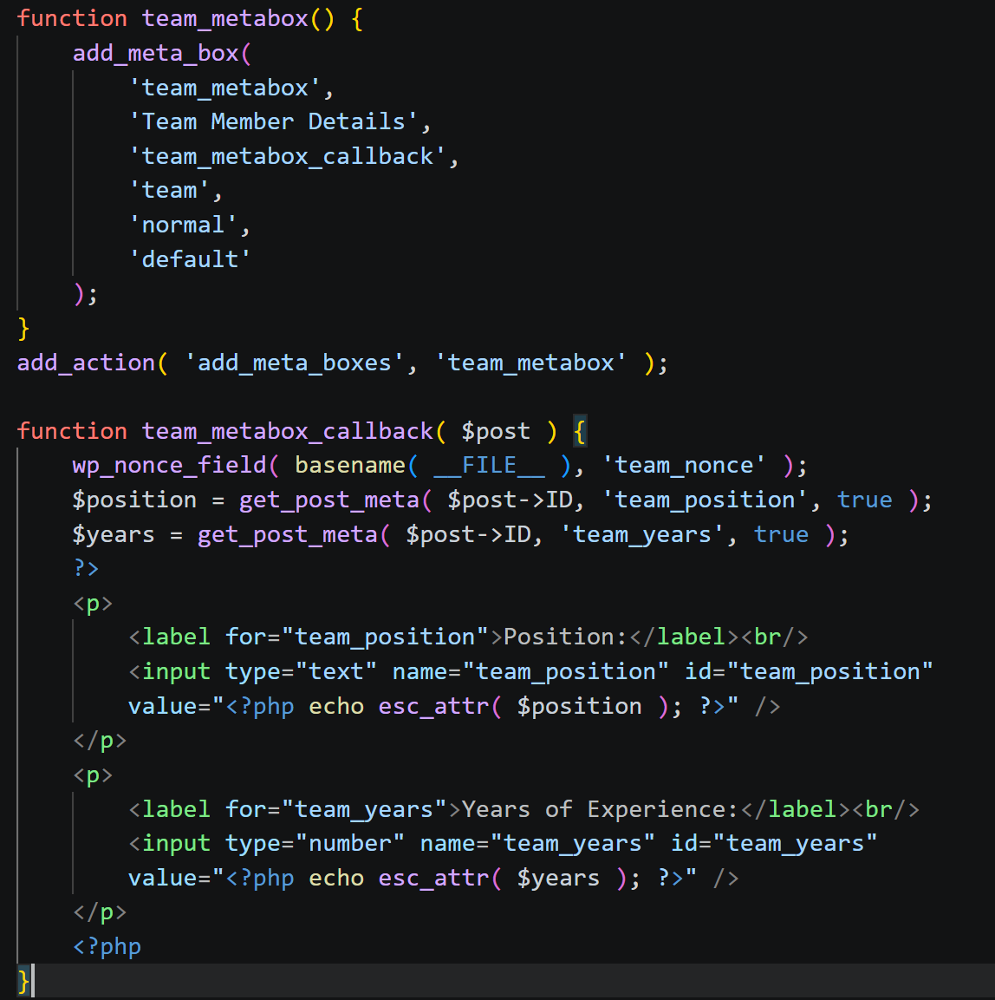 function team_metabox() {
    add_meta_box(
        'team_metabox',
        'Team Member Details',
        'team_metabox_callback',
        'team',
        'normal',
        'default'
    );
}
add_action( 'add_meta_boxes', 'team_metabox' );

function team_metabox_callback( $post ) {
    wp_nonce_field( basename( __FILE__ ), 'team_nonce' );
    $position = get_post_meta( $post->ID, 'team_position', true );
    $years = get_post_meta( $post->ID, 'team_years', true );
    ?>
    <p>
        <label for="team_position">Position:</label><br/>
        <input type="text" name="team_position" id="team_position"
        value="<?php echo esc_attr( $position ); ?>" />
    </p>
    <p>
        <label for="team_years">Years of Experience:</label><br/>
        <input type="number" name="team_years" id="team_years"
        value="<?php echo esc_attr( $years ); ?>" />
    </p>
    <?php
}